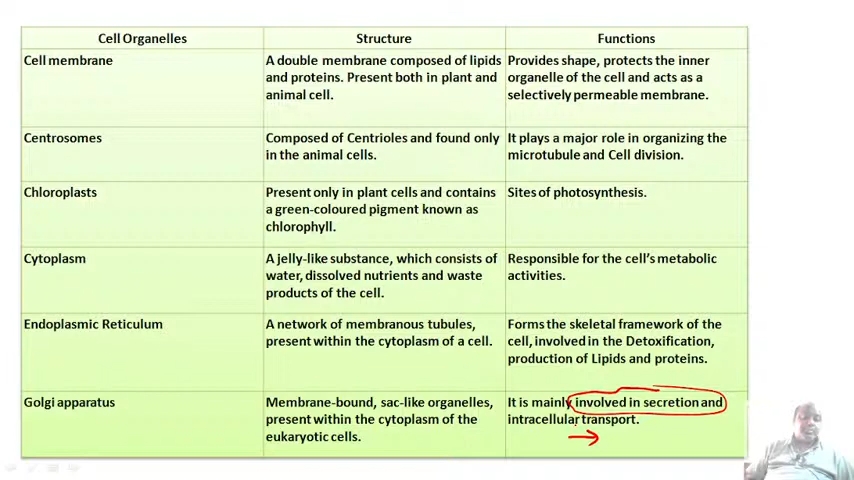 Cell Organelles Structure Functions
Cell membrane
A double membrane composed of lipids
and proteins. Present both in plant and
animal cell.
Provides shape, protects the inner
organelle of the cell and acts as a
selectively permeable membrane.
Centrosomes
Composed of Centrioles and found only
in the animal cells.
It plays a major role in organizing the
microtubule and Cell division.
Chloroplasts
Present only in plant cells and contains
a green-coloured pigment known as
chlorophyll.
Sites of photosynthesis.
Cytoplasm
A jelly-like substance, which consists of
water, dissolved nutrients and waste
products of the cell.
Responsible for the cell's metabolic
activities.
Endoplasmic Reticulum
A network of membranous tubules,
present within the cytoplasm of a cell.
Forms the skeletal framework of the
cell, involved in the Detoxification,
production of Lipids and proteins.
Golgi apparatus
Membrane-bound, sac-like organelles,
present within the cytoplasm of the
eukaryotic cells.
It is mainly involved in secretion and
intracellular transport.